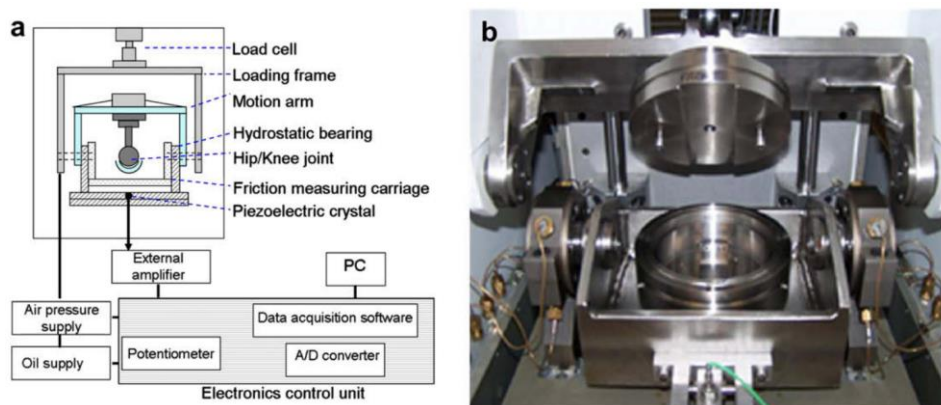 a
Load cell
Loading frame
Motion arm
Hydrostatic bearing
Hip/Knee joint
Friction measuring carriage
Piezoelectric crystal
External
amplifier
PC
Air pressure
supply
Data acquisition software
Oil supply
Potentiometer
A/D converter
Electronics control unit
b